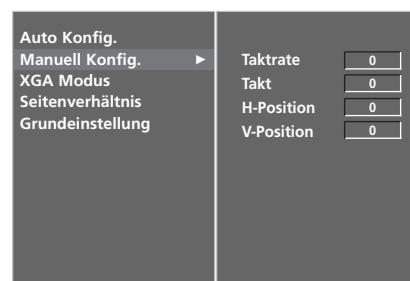 Auto Konfig.
Manuell Konfig. ►
XGA Modus
Seitenverhältnis
Grundeinstellung
Taktrate 0
Takt 0
H-Position 0
V-Position 0